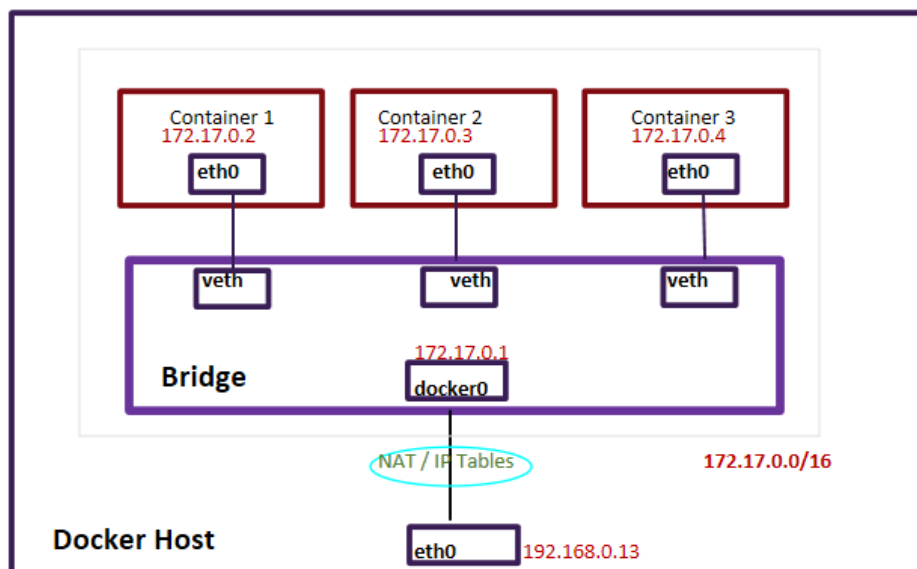 Container 1
172.17.0.2
eth0
Container 2
172.17.0.3
eth0
Container 3
172.17.0.4
eth0
veth
veth
veth
172.17.0.1
Bridge
docker0
NAT / IP Tables
172.17.0.0/16
Docker Host
eth0
192.168.0.13